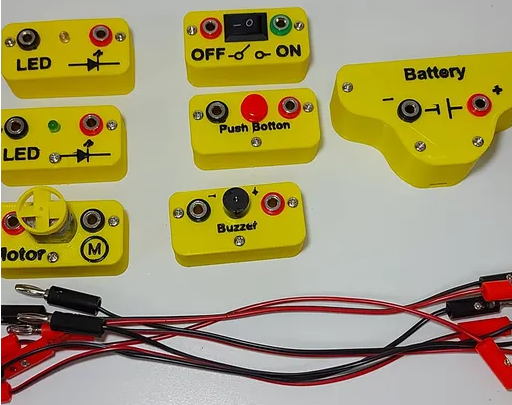 LED
OFF ON
Battery
- +
Push Botton
LED
- +
Buzzer
Motor M